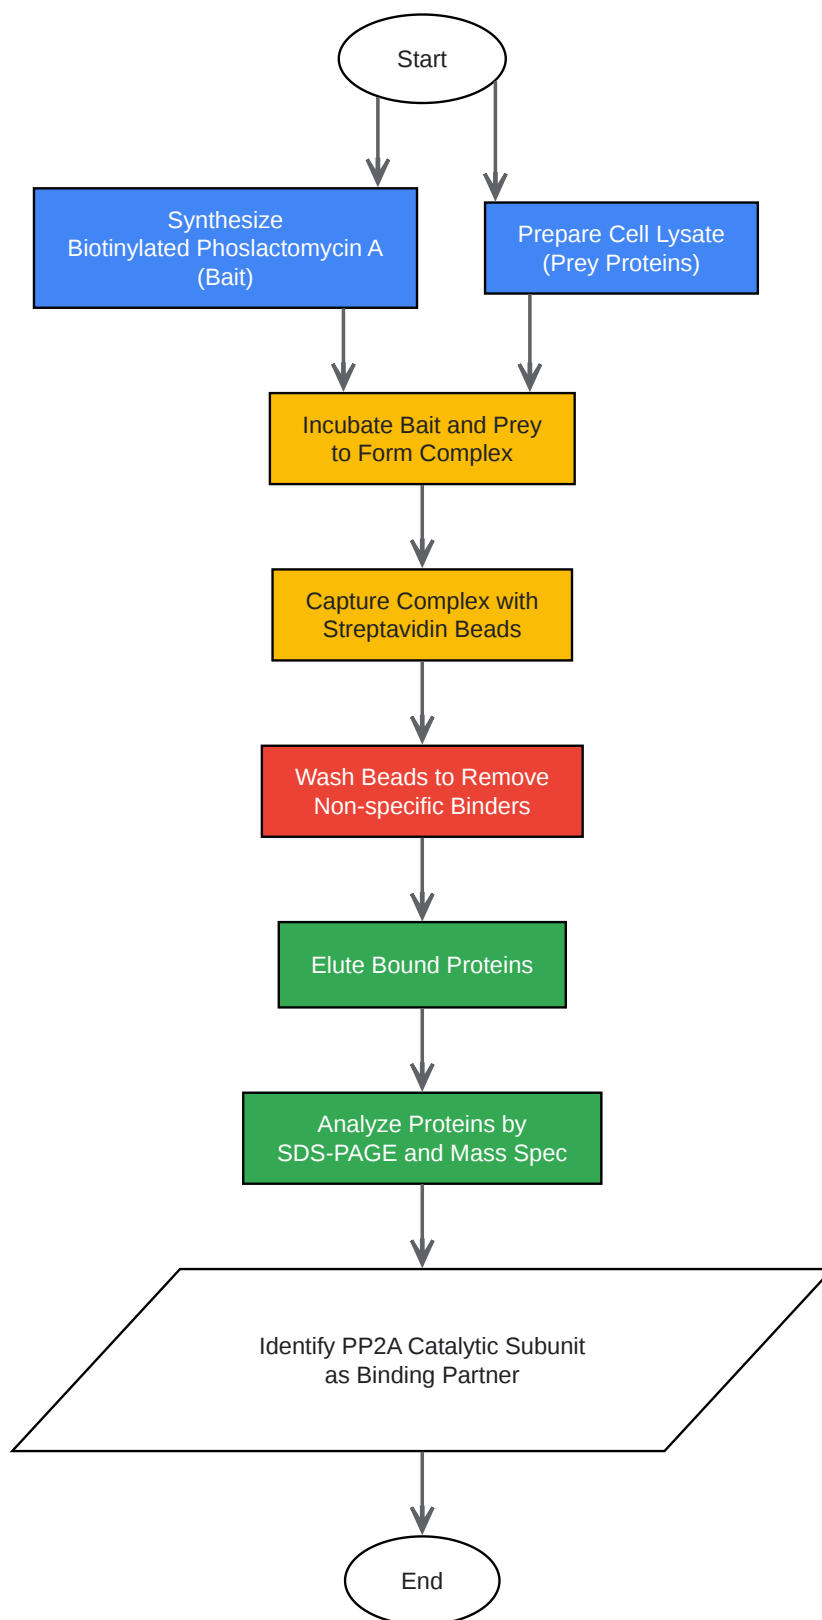 Start
Synthesize
Biotinylated Phoslactomycin A
(Bait)
Prepare Cell Lysate
(Prey Proteins)
Incubate Bait and Prey
to Form Complex
Capture Complex with
Streptavidin Beads
Wash Beads to Remove
Non-specific Binders
Elute Bound Proteins
Analyze Proteins by
SDS-PAGE and Mass Spec
Identify PP2A Catalytic Subunit
as Binding Partner
End